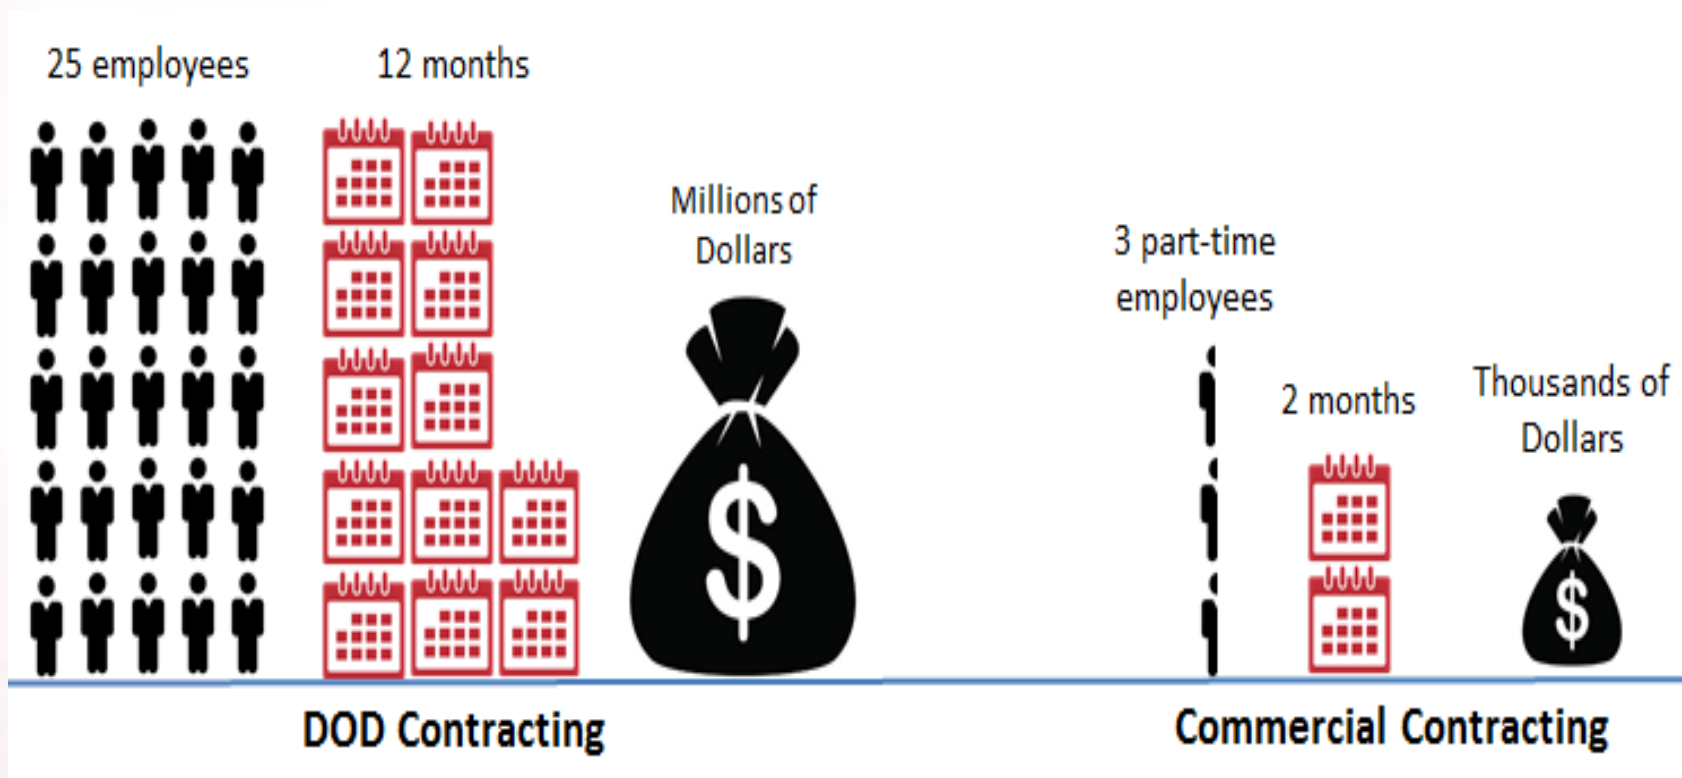 25 employees
12 months
Millions of
Dollars
$
DOD Contracting
3 part-time
employees
2 months
Thousands of
Dollars
$
Commercial Contracting